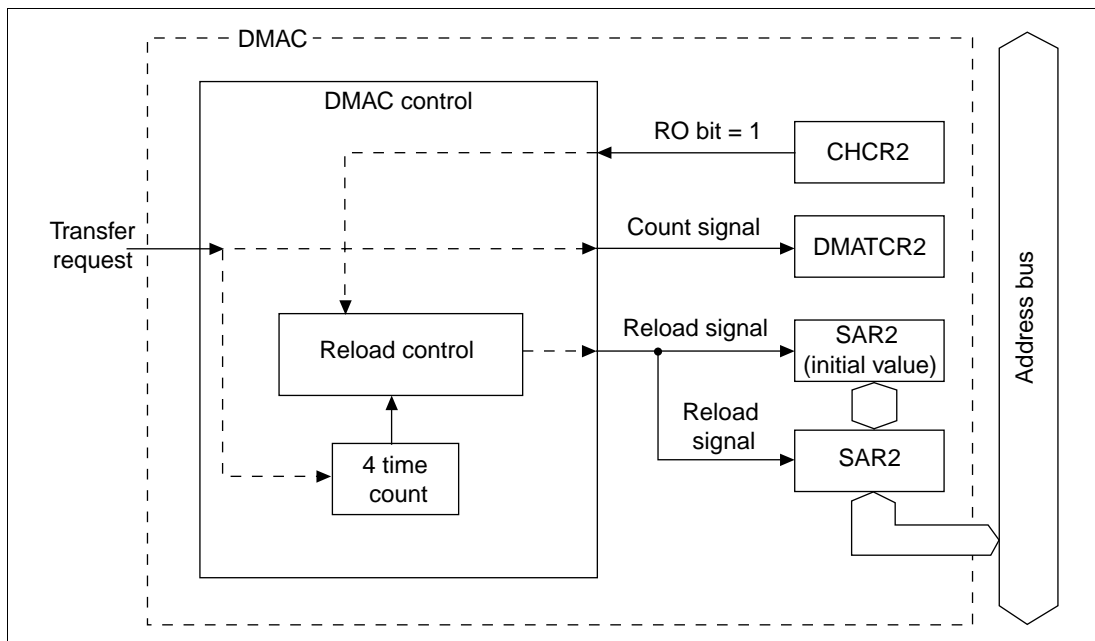 DMAC
DMAC control
RO bit = 1
CHCR2
Transfer
request
Count signal
DMATCR2
Reload control
Reload signal
SAR2
(initial value)
Reload
signal
SAR2
4 time
count
Address bus